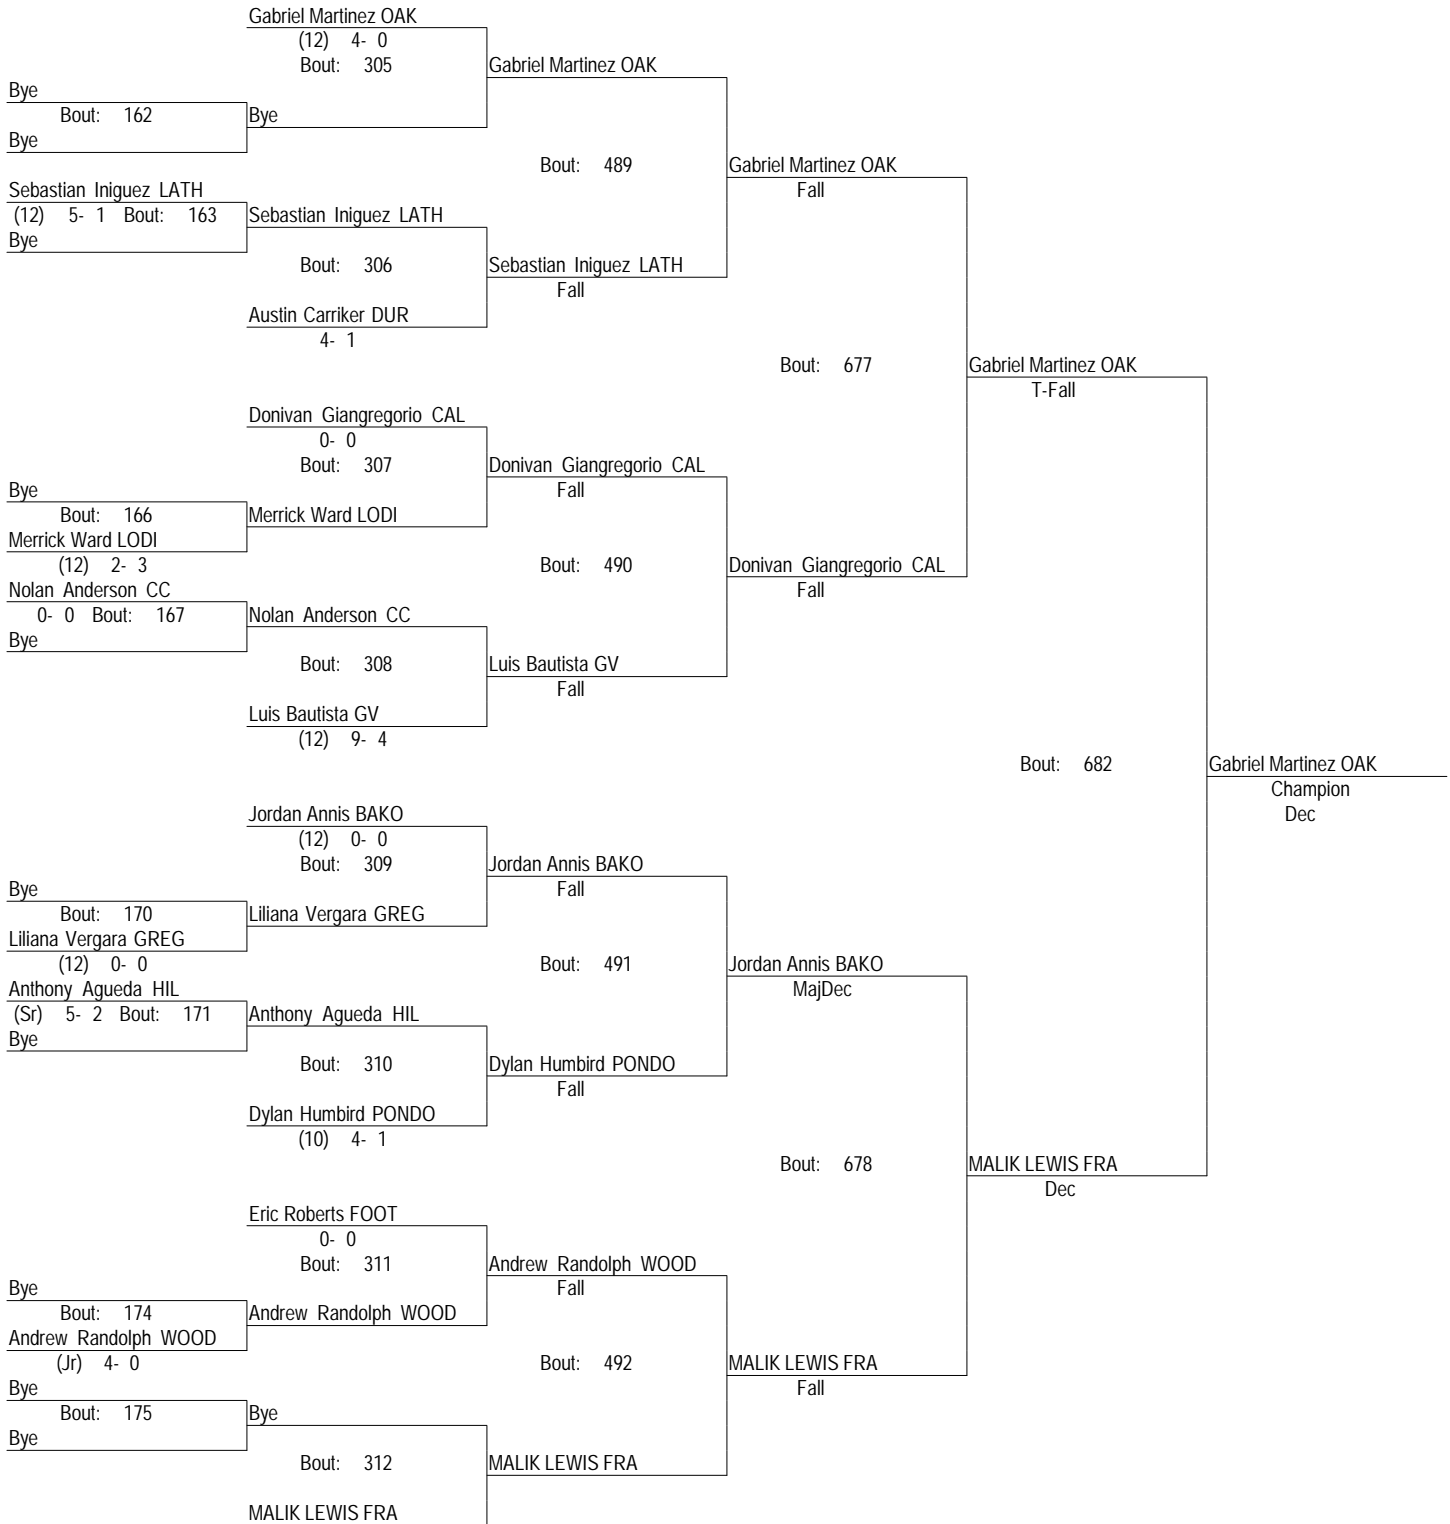 Gabriel Martinez OAK
(12) 4- 0
Bout: 305
Gabriel Martinez OAK
Bye
Bout: 162
Bye
Bye
Bout: 489
Gabriel Martinez OAK
Fall
Sebastian Iniguez LATH
(12) 5- 1 Bout: 163
Sebastian Iniguez LATH
Bye
Bout: 306
Sebastian Iniguez LATH
Fall
Austin Carriker DUR
4- 1
Bout: 677
Gabriel Martinez OAK
T-Fall
Donivan Giangregorio CAL
0- 0
Bout: 307
Donivan Giangregorio CAL
Fall
Bye
Bout: 166
Merrick Ward LODI
Merrick Ward LODI
(12) 2- 3
Bout: 490
Donivan Giangregorio CAL
Fall
Nolan Anderson CC
0- 0 Bout: 167
Nolan Anderson CC
Bye
Bout: 308
Luis Bautista GV
Fall
Luis Bautista GV
(12) 9- 4
Bout: 682
Gabriel Martinez OAK
Champion
Dec
Jordan Annis BAKO
(12) 0- 0
Bout: 309
Jordan Annis BAKO
Fall
Bye
Bout: 170
Liliana Vergara GREG
Liliana Vergara GREG
(12) 0- 0
Bout: 491
Jordan Annis BAKO
MajDec
Anthony Agueda HIL
(Sr) 5- 2 Bout: 171
Anthony Agueda HIL
Bye
Bout: 310
Dylan Humbird PONDO
Fall
Dylan Humbird PONDO
(10) 4- 1
Bout: 678
MALIK LEWIS FRA
Dec
Eric Roberts FOOT
0- 0
Bout: 311
Andrew Randolph WOOD
Fall
Bye
Bout: 174
Andrew Randolph WOOD
Andrew Randolph WOOD
(Jr) 4- 0
Bout: 492
MALIK LEWIS FRA
Fall
Bye
Bout: 175
Bye
Bye
Bout: 312
MALIK LEWIS FRA
MALIK LEWIS FRA